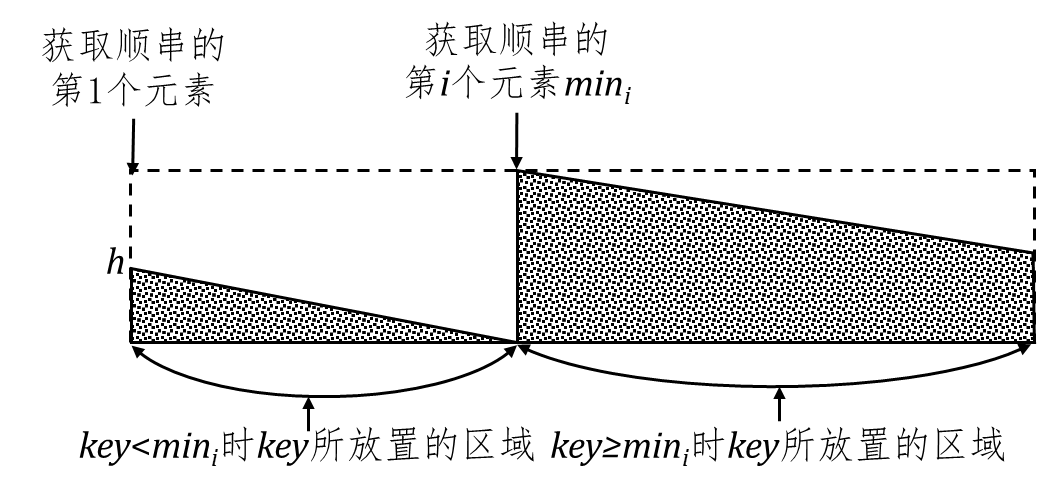 获取顺串的
第1个元素
获取顺串的
第i个元素minᵢ
h
key<minᵢ时key所放置的区域
key≥minᵢ时key所放置的区域